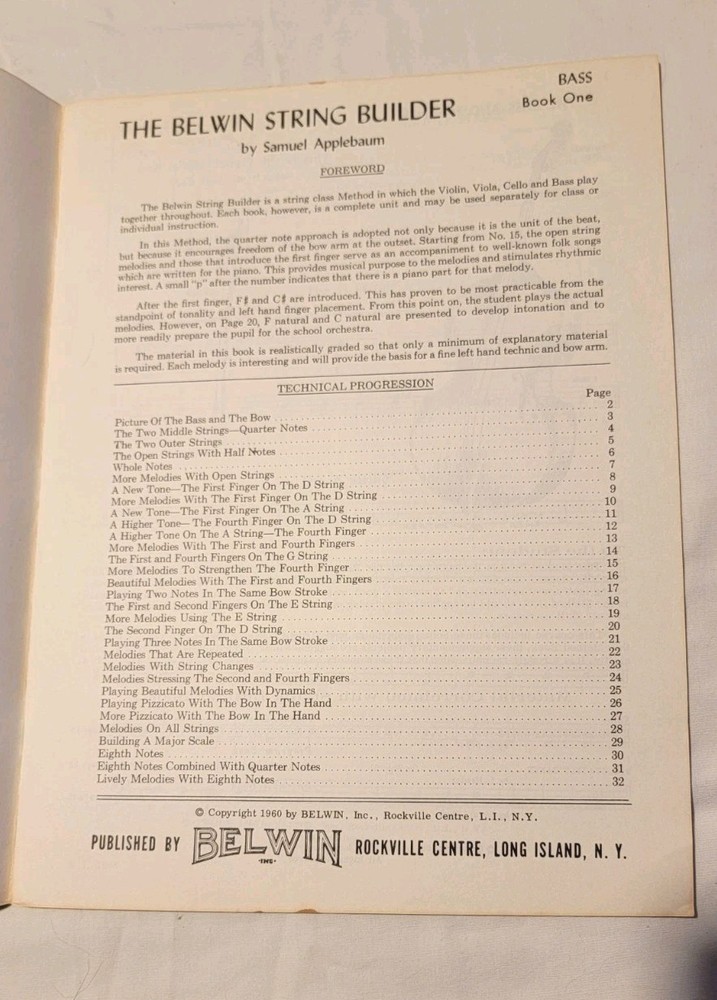 BASS
THE BELWIN STRING BUILDER Book One
by Samuel Applebaum
FOREWORD
The Belwin String Builder is a string class Method in which the Violin, Viola, Cello and Bass play
together throughout. Each book, however, is a complete unit and may be used separately for class or
individual instruction.
In this Method, the quarter note approach is adopted not only because it is the unit of the beat,
but because it encourages freedom of the bow arm at the outset. Starting from No. 15, the open string
melodies and those that introduce the first finger serve as an accompaniment to well-known folk songs
which are written for the piano. This provides musical purpose to the melodies and stimulates rhythmic
interest. A small "p" after the number indicates that there is a piano part for that melody.
After the first finger, F♯ and C♯ are introduced. This has proven to be most practicable from the
standpoint of tonality and left hand finger placement. From this point on, the student plays the actual
melodies. However, on Page 20, F natural and C natural are presented to develop intonation and to
more readily prepare the pupil for the school orchestra.
The material in this book is realistically graded so that only a minimum of explanatory material
is required. Each melody is interesting and will provide the basis for a fine left hand technic and bow arm.
TECHNICAL PROGRESSION
Page
Picture Of The Bass and The Bow 2
The Two Middle Strings—Quarter Notes 3
The Two Outer Strings 4
The Open Strings With Half Notes 5
Whole Notes 6
More Melodies With Open Strings 7
A New Tone—The First Finger On The D String 8
More Melodies With The First Finger On The D String 9
A New Tone—The First Finger On The A String 10
A Higher Tone—The Fourth Finger On The D String 11
A Higher Tone On The A String—The Fourth Finger 12
More Melodies With The First and Fourth Fingers 13
The First and Fourth Fingers On The G String 14
More Melodies To Strengthen The Fourth Finger 15
Beautiful Melodies With The First and Fourth Fingers 16
Playing Two Notes In The Same Bow Stroke 17
The First and Second Fingers On The E String 18
More Melodies Using The E String 19
The Second Finger On The D String 20
Playing Three Notes In The Same Bow Stroke 21
Melodies That Are Repeated 22
Melodies With String Changes 23
Melodies Stressing The Second and Fourth Fingers 24
Playing Beautiful Melodies With Dynamics 25
Playing Pizzicato With The Bow In The Hand 26
More Pizzicato With The Bow In The Hand 27
Melodies On All Strings 28
Building A Major Scale 29
Eighth Notes 30
Eighth Notes Combined With Quarter Notes 31
Lively Melodies With Eighth Notes 32
© Copyright 1960 by BELWIN, Inc., Rockville Centre, L.I., N.Y.
PUBLISHED BY BELWIN INC. ROCKVILLE CENTRE, LONG ISLAND, N. Y.